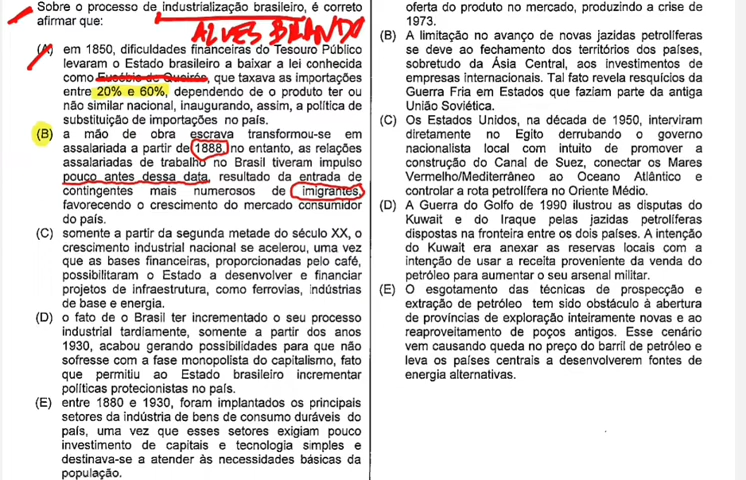 Sobre o processo de industrialização brasileiro, é correto
afirmar que:
ALVES BRANDO
(A) em 1850, dificuldades financeiras do Tesouro Público
levaram o Estado brasileiro a baixar a lei conhecida
como Eusébio de Queirós, que taxava as importações
entre 20% e 60%, dependendo de o produto ter ou
não similar nacional, inaugurando, assim, a política de
substituição de importações no país.
(B) a mão de obra escrava transformou-se em
assalariada a partir de 1888, no entanto, as relações
assalariadas de trabalho no Brasil tiveram impulso
pouco antes dessa data, resultado da entrada de
contingentes mais numerosos de imigrantes,
favorecendo o crescimento do mercado consumidor
do país.
(C) somente a partir da segunda metade do século XX, o
crescimento industrial nacional se acelerou, uma vez
que as bases financeiras, proporcionadas pelo café,
possibilitaram o Estado a desenvolver e financiar
projetos de infraestrutura, como ferrovias, indústrias
de base e energia.
(D) o fato de o Brasil ter incrementado o seu processo
industrial tardiamente, somente a partir dos anos
1930, acabou gerando possibilidades para que não
sofresse com a fase monopolista do capitalismo, fato
que permitiu ao Estado brasileiro incrementar
políticas protecionistas no país.
(E) entre 1880 e 1930, foram implantados os principais
setores da indústria de bens de consumo duráveis do
país, uma vez que esses setores exigiam pouco
investimento de capitais e tecnologia simples e
destinava-se a atender às necessidades básicas da
população.
oferta do produto no mercado, produzindo a crise de
1973.
(B) A limitação no avanço de novas jazidas petrolíferas
se deve ao fechamento dos territórios dos países,
sobretudo da Ásia Central, aos investimentos de
empresas internacionais. Tal fato revela resquícios da
Guerra Fria em Estados que faziam parte da antiga
União Soviética.
(C) Os Estados Unidos, na década de 1950, interviram
diretamente no Egito derrubando o governo
nacionalista local com intuito de promover a
construção do Canal de Suez, conectar os Mares
Vermelho/Mediterrâneo ao Oceano Atlântico e
controlar a rota petrolífera no Oriente Médio.
(D) A Guerra do Golfo de 1990 ilustrou as disputas do
Kuwait e do Iraque pelas jazidas petrolíferas
dispostas na fronteira entre os dois países. A intenção
do Kuwait era anexar as reservas locais com a
intenção de usar a receita proveniente da venda do
petróleo para aumentar o seu arsenal militar.
(E) O esgotamento das técnicas de prospecção e
extração de petróleo tem sido obstáculo à abertura
de províncias de exploração inteiramente novas e ao
reaproveitamento de poços antigos. Esse cenário
vem causando queda no preço do barril de petróleo e
leva os países centrais a desenvolverem fontes de
energia alternativas.